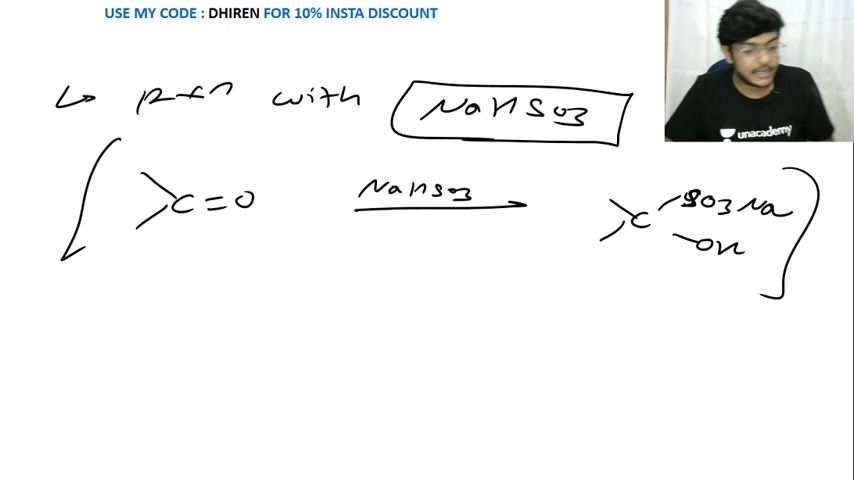 USE MY CODE : DHIREN FOR 10% INSTA DISCOUNT
↳ rxn with NaHSO3
unacademy
>C=O NaHSO3 → >C SO3Na
OH